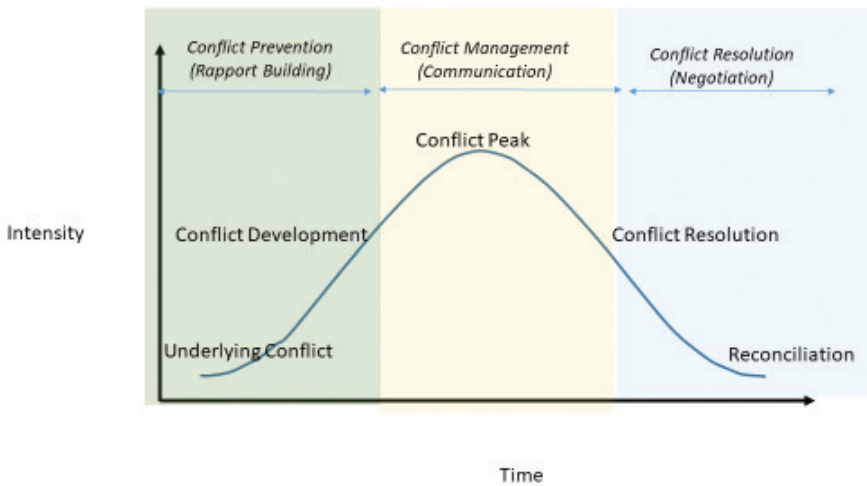 Conflict Prevention
(Rapport Building)
Conflict Management
(Communication)
Conflict Resolution
(Negotiation)
Conflict Peak
Intensity
Conflict Development
Conflict Resolution
Underlying Conflict
Reconciliation
Time